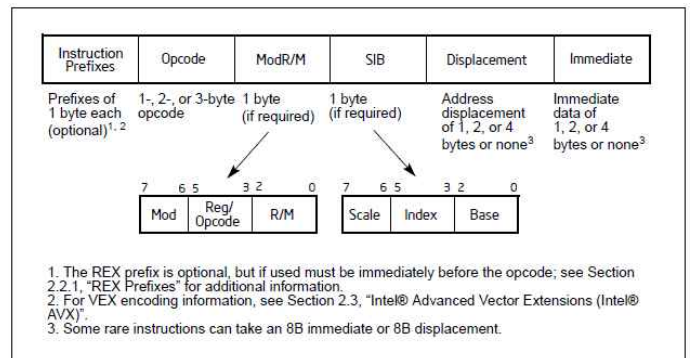 Instruction Prefixes
Opcode
ModR/M
SIB
Displacement
Immediate
Prefixes of
1 byte each
(optional)1, 2
1-, 2-, or 3-byte
opcode
1 byte
(if required)
1 byte
(if required)
Address
displacement
of 1, 2, or 4
bytes or none3
Immediate
data of
1, 2, or 4
bytes or none3
7 6 5 3 2 0
Mod
Reg/
Opcode
R/M
7 6 5 3 2 0
Scale
Index
Base
1. The REX prefix is optional, but if used must be immediately before the opcode; see Section
2.2.1, “REX Prefixes” for additional information.
2. For VEX encoding information, see Section 2.3, “Intel® Advanced Vector Extensions (Intel®
AVX)”.
3. Some rare instructions can take an 8B immediate or 8B displacement.